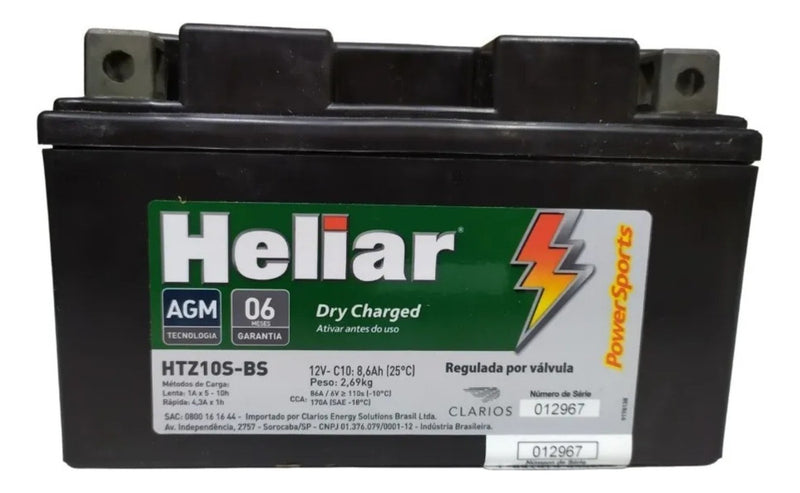 Heliar®
AGM
TECNOLOGIA
06
MESES
GARANTIA
Dry Charged
Ativar antes do uso
PowerSports
HTZ10S-BS
Métodos de Carga:
Lenta: 1A x 5 - 10h
Rápida: 4,3A x 1h
12V- C10: 8,6Ah (25°C)
Peso: 2,69kg
CCA: 86A / 6V ≥ 110s (-10°C)
170A (SAE -18°C)
Regulada por válvula
CLARIOS
Número de Série
012967
SAC: 0800 16 16 44 - Importado por Clarios Energy Solutions Brasil Ltda.
Av. Independência, 2757 - Sorocaba/SP - CNPJ 01.376.079/0001-12 - Indústria Brasileira.
012967
Número de Série